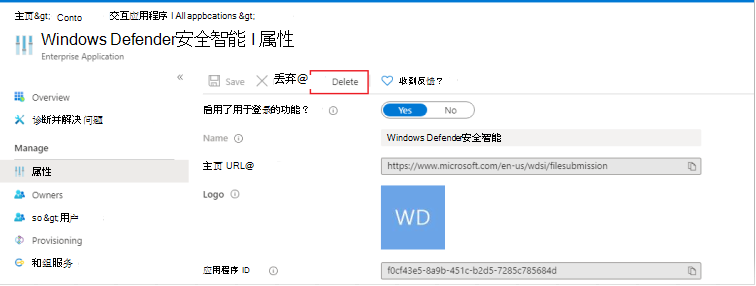 主页&gt; Conto 交互应用程序 I All appbcations &gt;
Windows Defender安全智能 I 属性
Enterprise Application
«
Save 丢弃@ Delete 收到反馈?
Overview
诊断并解决 问题
Manage
属性
Owners
so &gt 用户
Provisioning
和组服务
启用了用于登录的功能? Yes No
Name Windows Defender安全智能
主页 URL@ https://www.microsoft.com/en-us/wdsi/filesubmission
Logo WD
应用程序 ID f0cf43e5-8a9b-451c-b2d5-7285c785684d